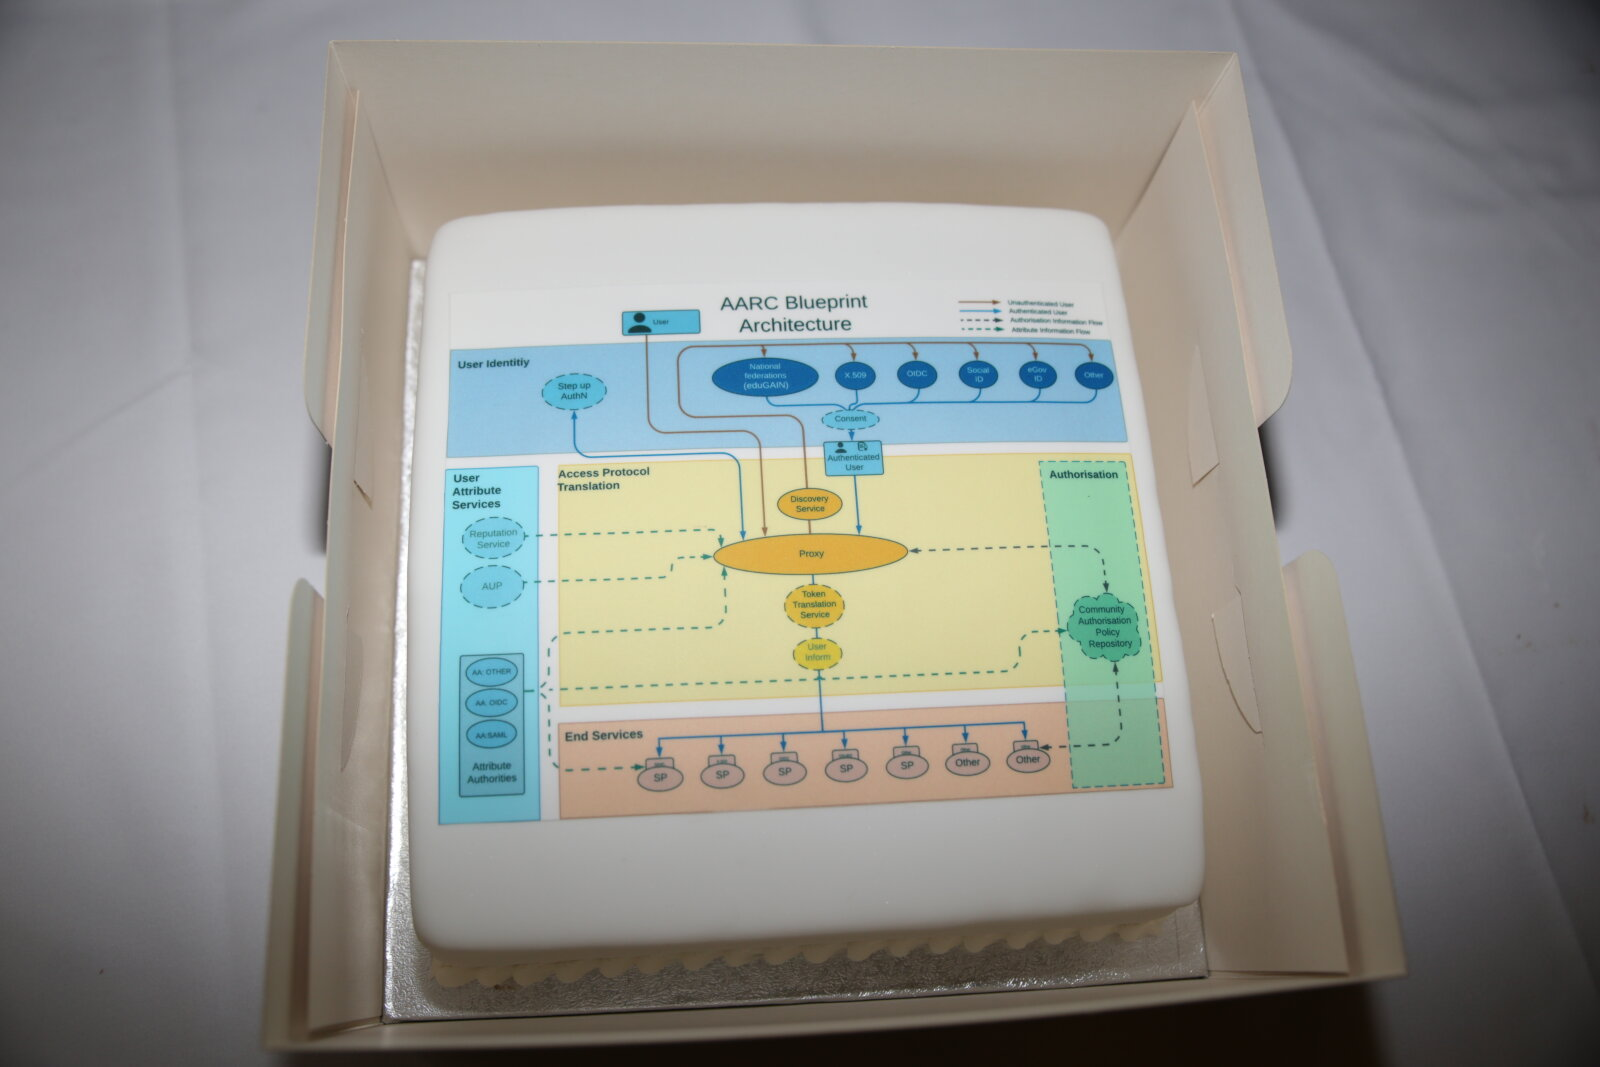 AARC Blueprint
Architecture
User
Unauthenticated User
Authenticated User
Authorisation Information Flow
Attribute Information Flow
User Identitiy
Step up
AuthN
National
federations
(eduGAIN)
X.509
OIDC
Social
ID
eGov
ID
Other
Consent
Authenticated
User
User
Attribute
Services
Reputation
Service
AUP
AA: OTHER
AA: OIDC
AA:SAML
Attribute
Authorities
Access Protocol
Translation
Discovery
Service
Proxy
Token
Translation
Service
User
Inform
Authorisation
Community
Authorisation
Policy
Repository
End Services
SP
SP
SP
SP
SP
Other
Other